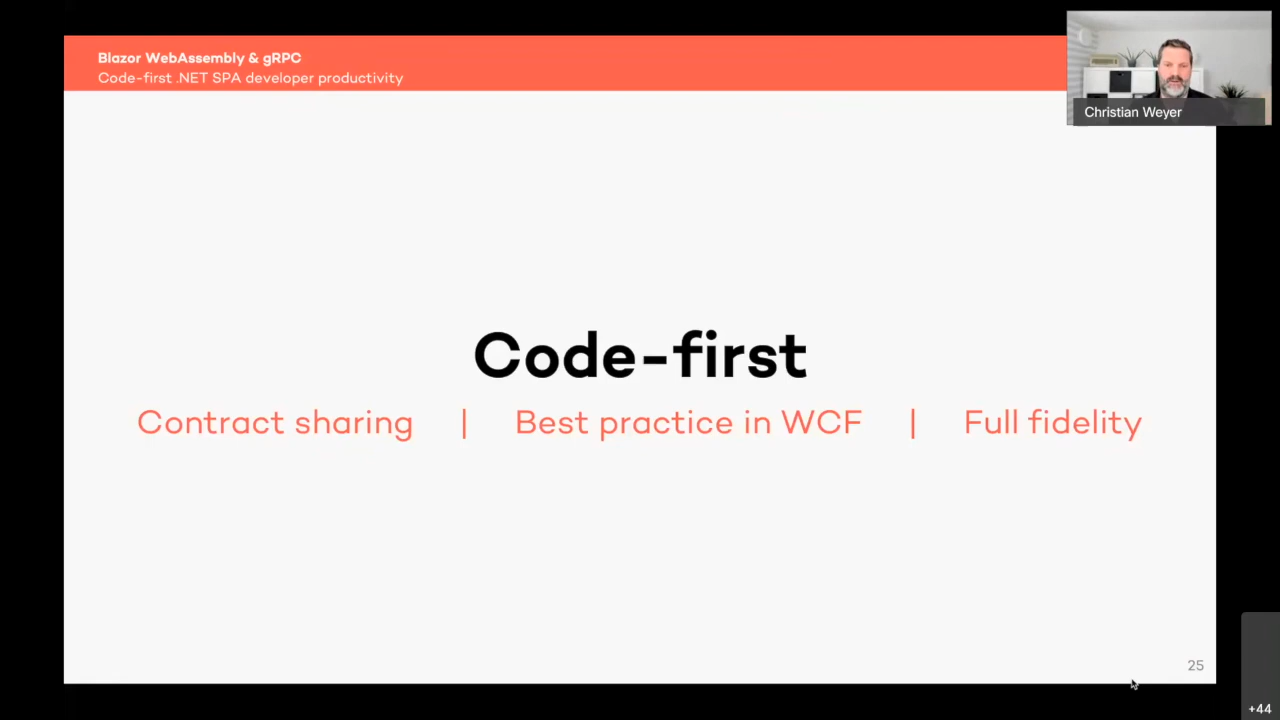 Blazor WebAssembly & gRPC
Code-first .NET SPA developer productivity
Christian Weyer
Code-first
Contract sharing | Best practice in WCF | Full fidelity
25
+44